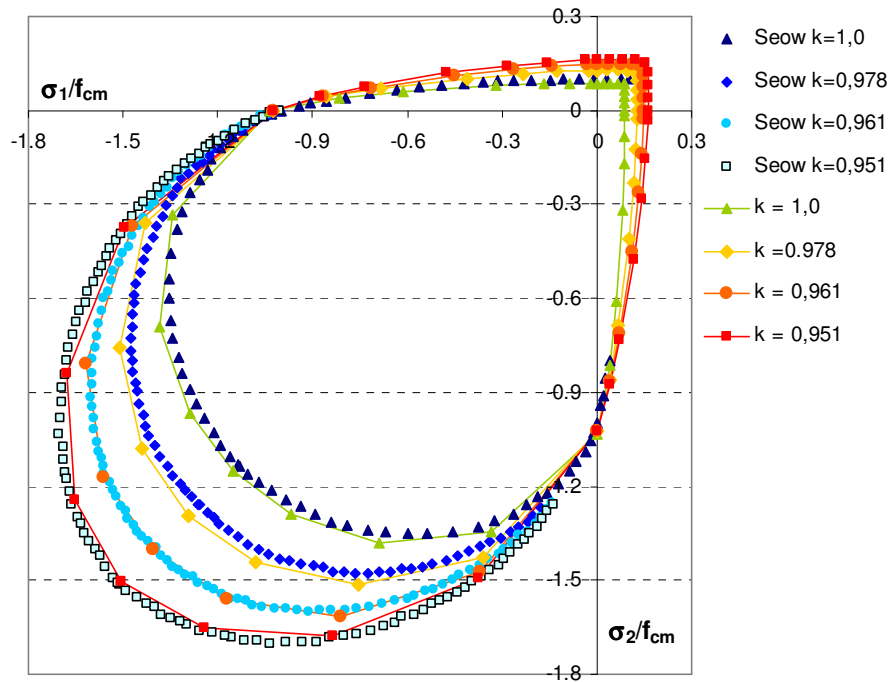 0.3
σ1/fcm
0
-1.8
-1.5
-1.2
-0.9
-0.6
-0.3
0
0.3
-0.3
-0.6
-0.9
-1.2
-1.5
σ2/fcm
-1.8
Seow k=1,0
Seow k=0,978
Seow k=0,961
Seow k=0,951
k = 1,0
k =0.978
k = 0,961
k = 0,951